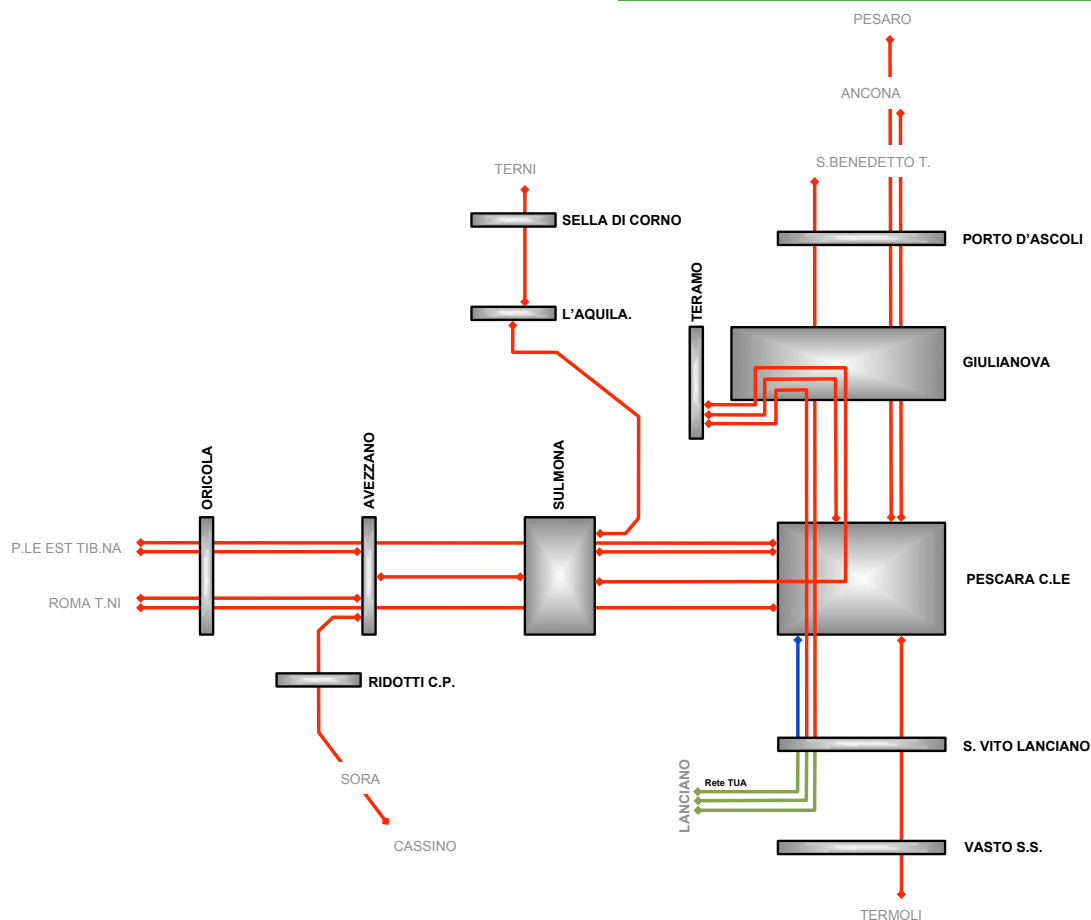 PESARO
ANCONA
S.BENEDETTO T.
TERNI
SELLA DI CORNO
PORTO D'ASCOLI
TERAMO
L'AQUILA.
GIULIANOVA
ORICOLA
AVEZZANO
SULMONA
P.LE EST TIB.NA
PESCARA C.LE
ROMA T.NI
RIDOTTI C.P.
S. VITO LANCIANO
SORA
LANCIANO
Rete TUA
CASSINO
VASTO S.S.
TERMOLI